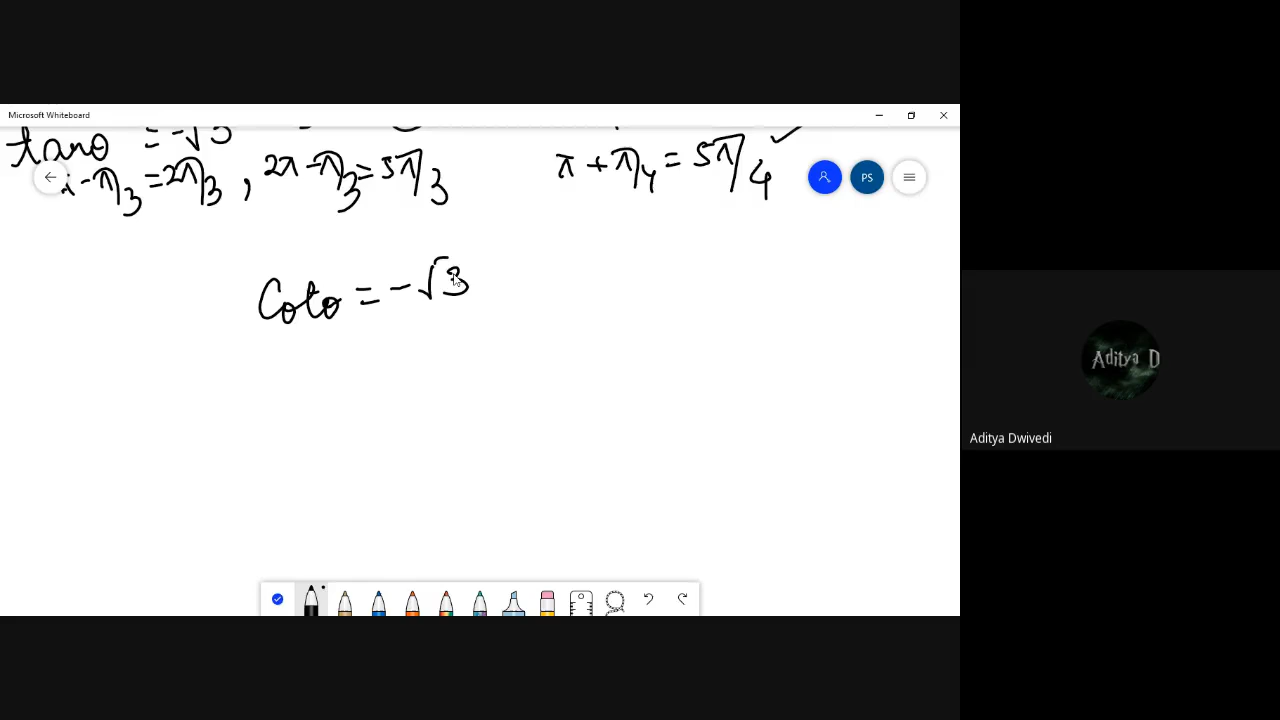 Microsoft Whiteboard
tanθ = -√3
- π/3 = 2π/3 , 2π - π/3 = 5π/3
π + π/4 = 5π/4
PS
Cotθ = -√3
Aditya D
Aditya Dwivedi